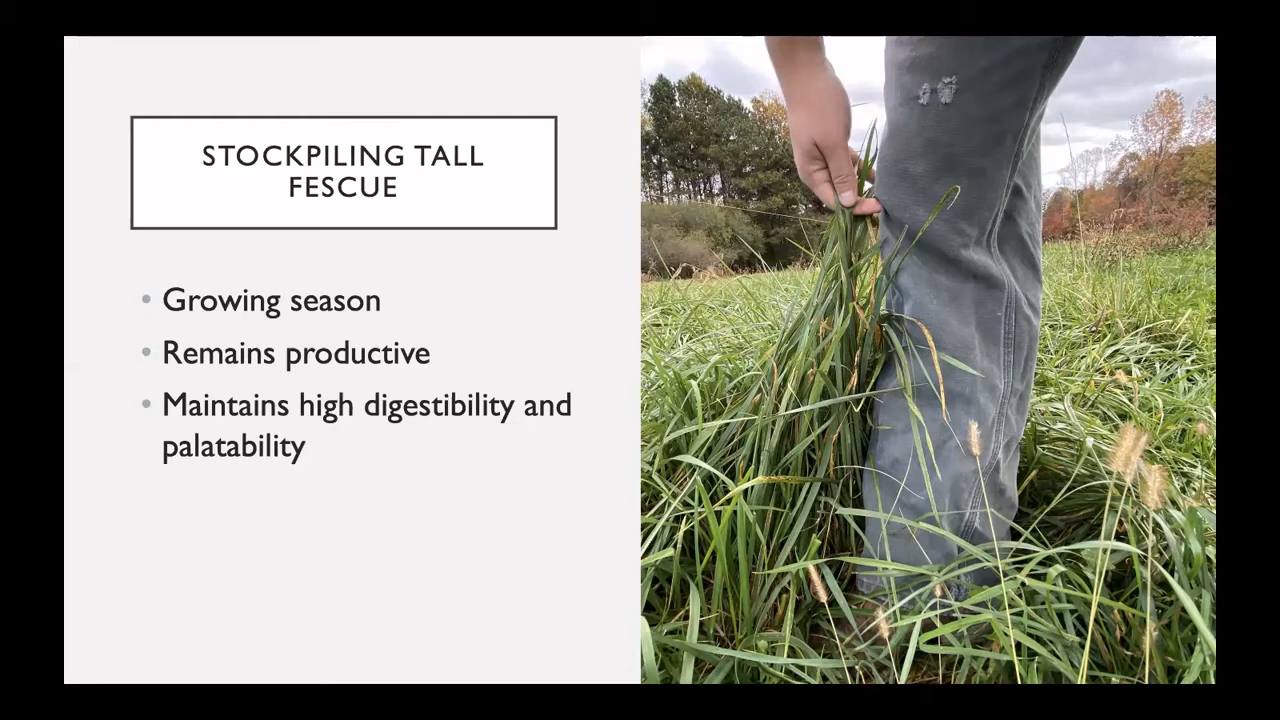 STOCKPILING TALL
FESCUE
• Growing season
• Remains productive
• Maintains high digestibility and
palatability